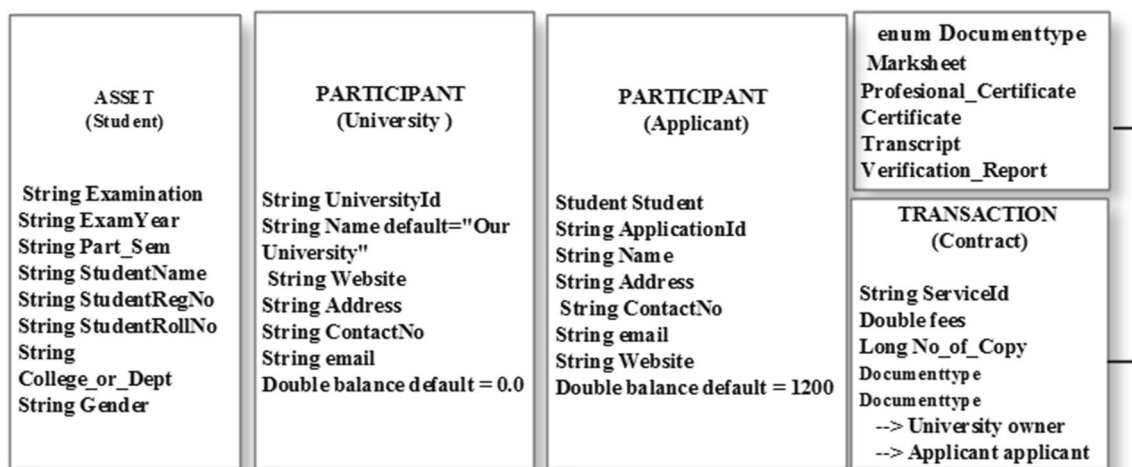 ASSET
(Student)
String Examination
String ExamYear
String Part_Sem
String StudentName
String StudentRegNo
String StudentRollNo
String
College_or_Dept
String Gender
PARTICIPANT
(University )
String UniversityId
String Name default="Our
University"
String Website
String Address
String ContactNo
String email
Double balance default = 0.0
PARTICIPANT
(Applicant)
Student Student
String ApplicationId
String Name
String Address
String ContactNo
String email
String Website
Double balance default = 1200
enum Documenttype
Marksheet
Profesional_Certificate
Certificate
Transcript
Verification_Report
TRANSACTION
(Contract)
String ServiceId
Double fees
Long No_of_Copy
Documenttype
Documenttype
--> University owner
--> Applicant applicant